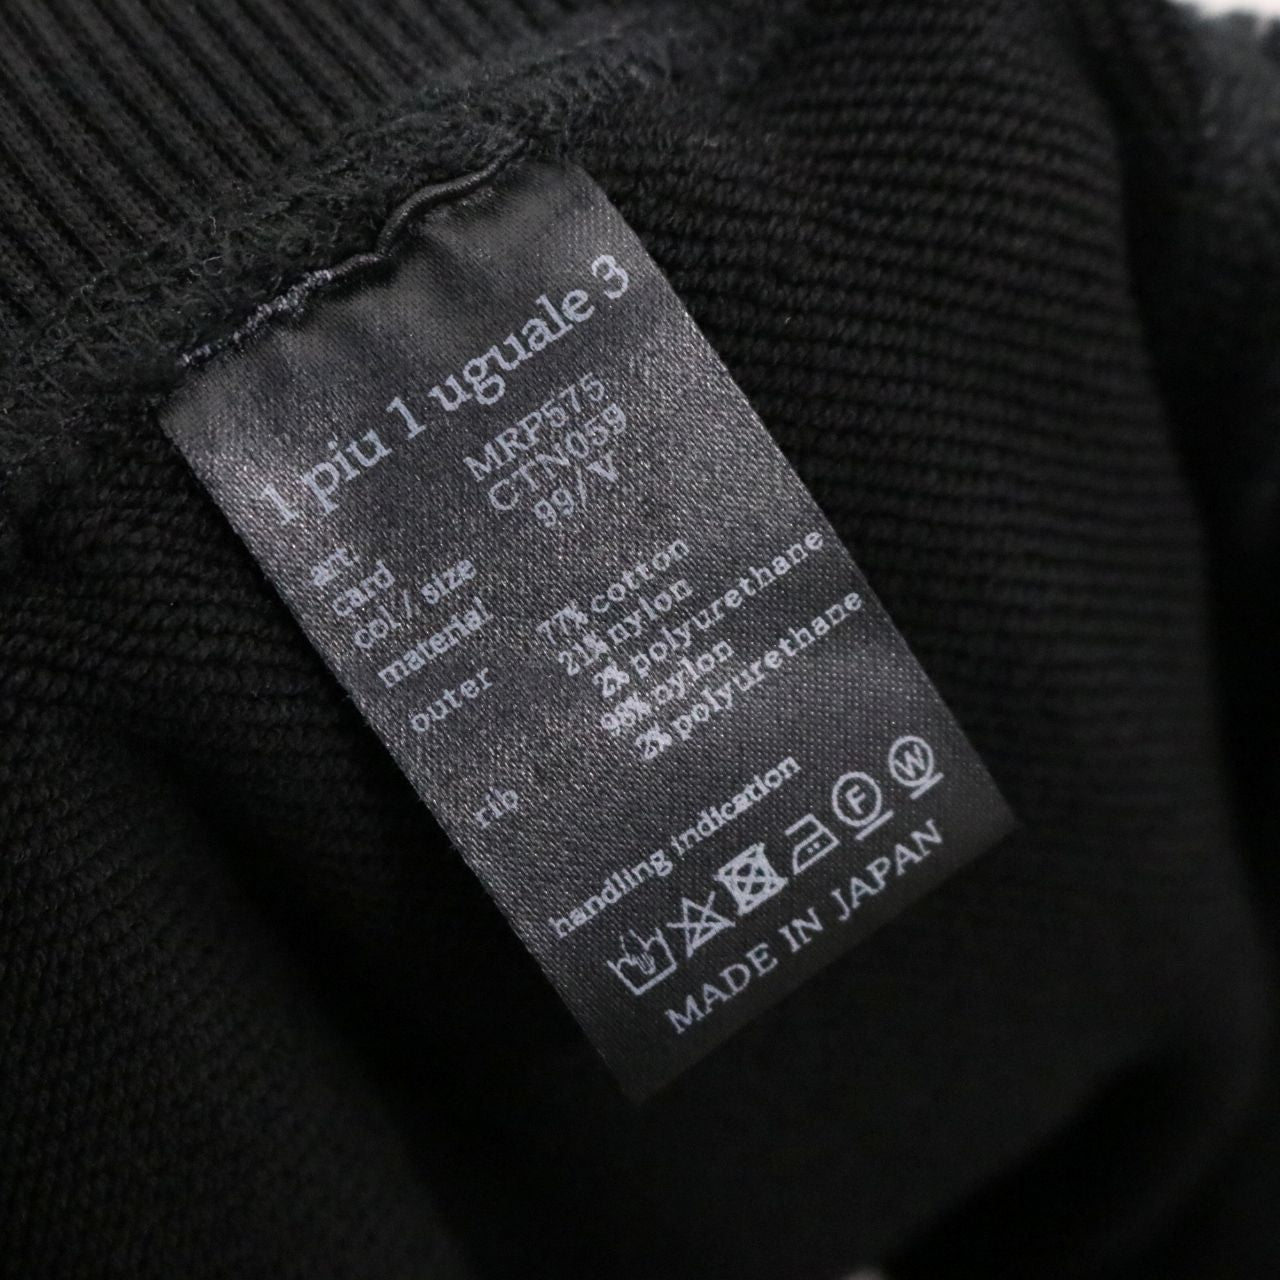 1 piu 1 uguale 3
art. MRP575
card CTN059
col / size 99/V
material
outer 77% cotton
21% nylon
2% polyurethane
rib 98% nylon
2% polyurethane
handling indication
F W
MADE IN JAPAN